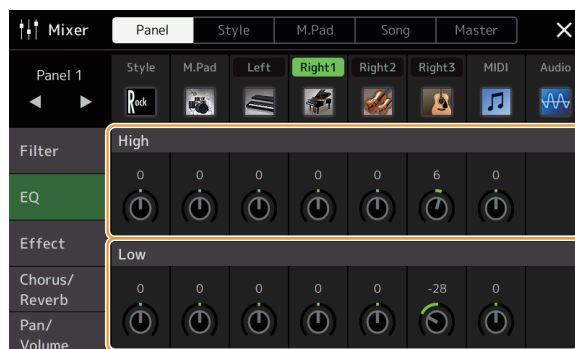 Mixer
Panel Style M.Pad Song Master
Panel 1
Style M.Pad Left Right1 Right2 Right3 MIDI Audio
Rock
Filter
High
0 0 0 0 0 6 0
EQ
Effect
Low
0 0 0 0 0 -28 0
Chorus/
Reverb
Pan/
Volume